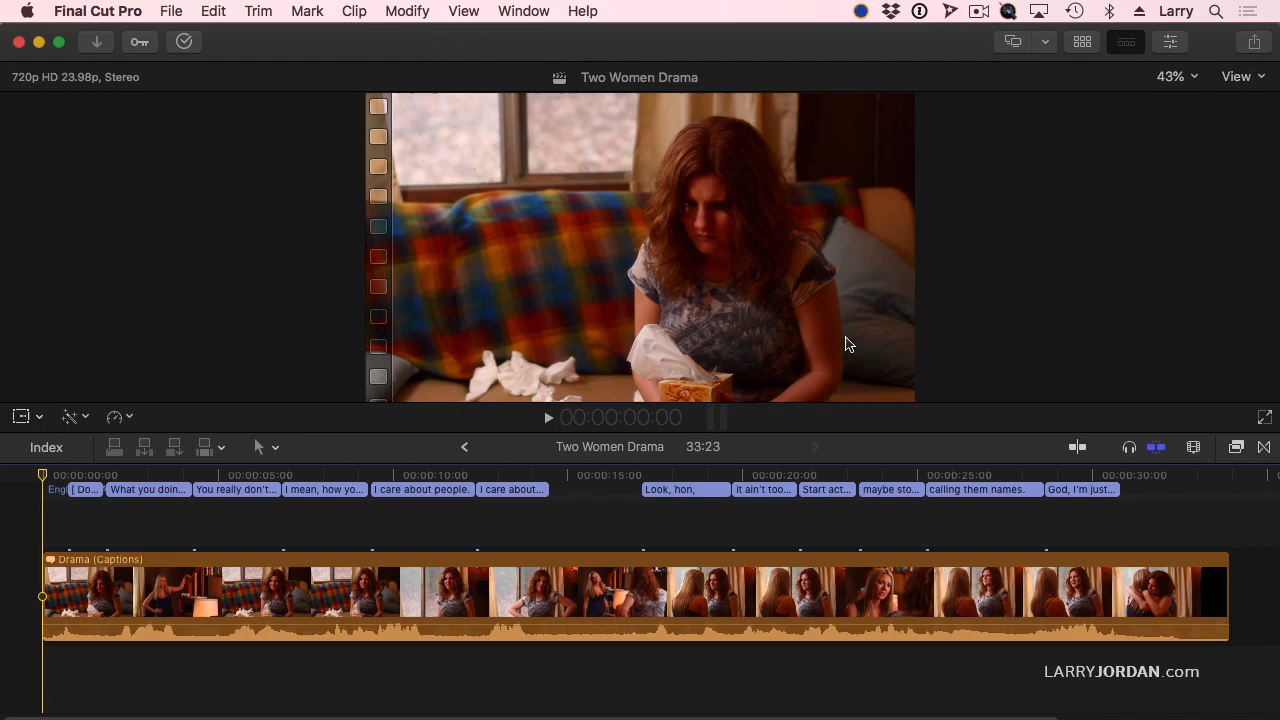 Final Cut Pro File Edit Trim Mark Clip Modify View Window Help Larry
720p HD 23.98p, Stereo Two Women Drama 43% View
00:00:00:00
Index Two Women Drama 33:23
00:00:00:00 00:00:05:00 00:00:10:00 00:00:15:00 00:00:20:00 00:00:25:00 00:00:30:00
Engl [ Do... What you doin... You really don't... I mean, how yo... I care about people. I care about... Look, hon, it ain't too... Start act... maybe sto... calling them names. God, I'm just...
Drama (Captions)
LARRYJORDAN.com